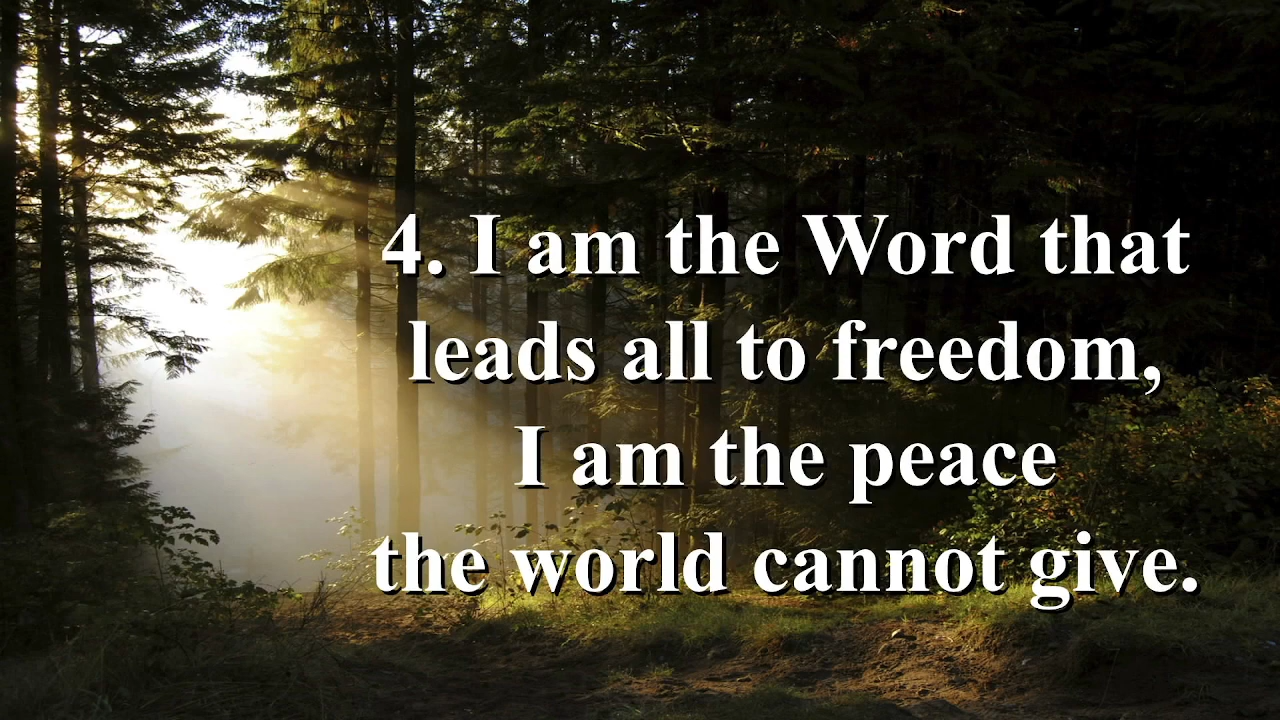 4. I am the Word that
leads all to freedom,
I am the peace
the world cannot give.